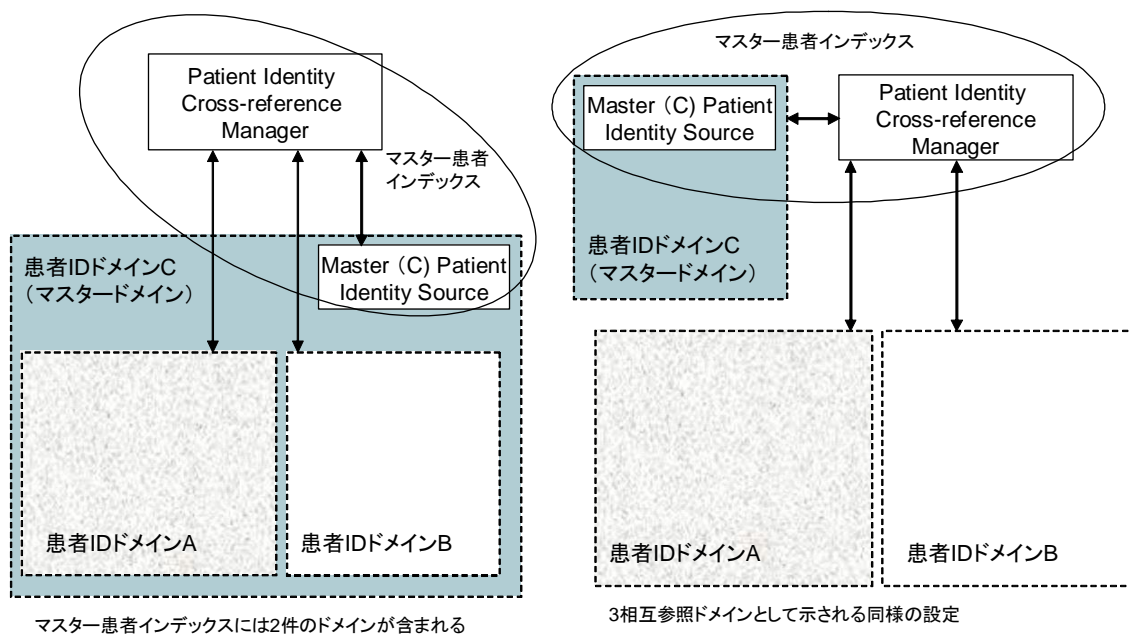 Patient Identity
Cross-reference
Manager
マスター患者
インデックス
患者IDドメインC
（マスタードメイン）
Master （C） Patient
Identity Source
患者IDドメインA
患者IDドメインB
マスター患者インデックスには2件のドメインが含まれる
マスター患者インデックス
Master （C） Patient
Identity Source
Patient Identity
Cross-reference
Manager
患者IDドメインC
（マスタードメイン）
患者IDドメインA
患者IDドメインB
3相互参照ドメインとして示される同様の設定